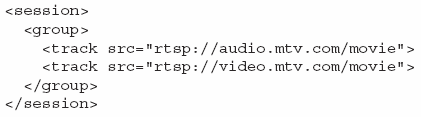 <session>
  <group>
    <track src="rtsp://audio.mtv.com/movie">
    <track src="rtsp://video.mtv.com/movie">
  </group>
</session>